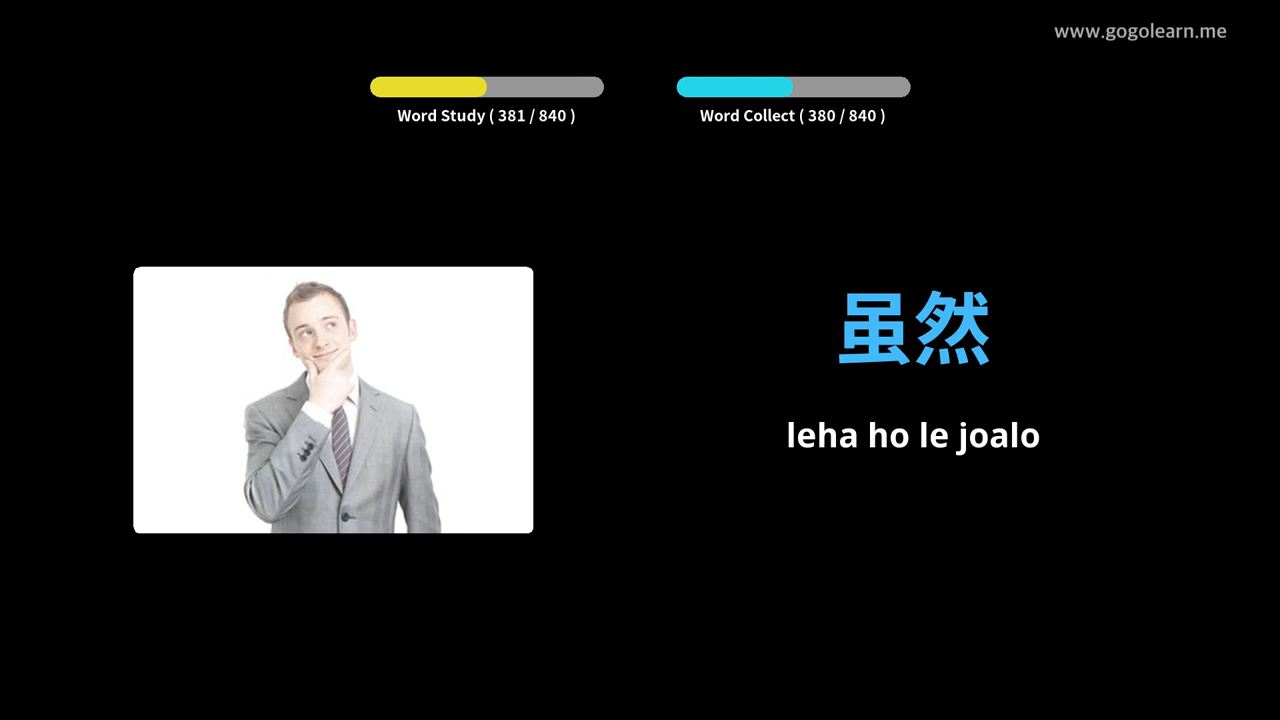 www.gogolearn.me
Word Study ( 381 / 840 )
Word Collect ( 380 / 840 )
虽然
leha ho le joalo